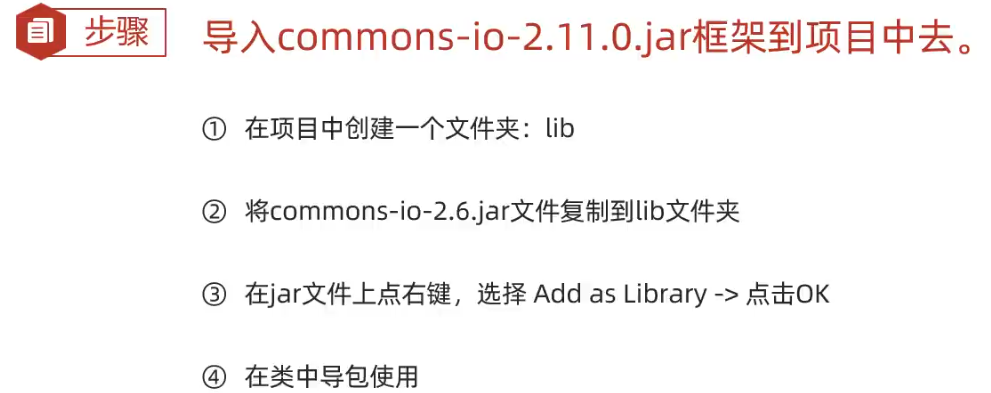 步骤
导入commons-io-2.11.0.jar框架到项目中去。
① 在项目中创建一个文件夹：lib
② 将commons-io-2.6.jar文件复制到lib文件夹
③ 在jar文件上点右键，选择 Add as Library -> 点击OK
④ 在类中导包使用